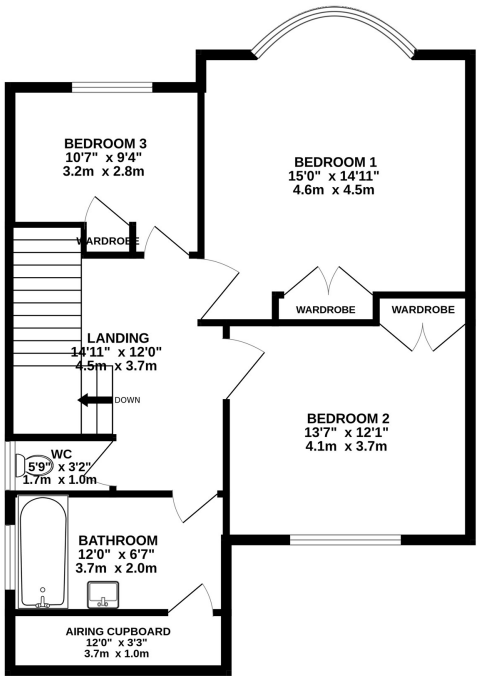 BEDROOM 3
10'7" x 9'4"
3.2m x 2.8m
BEDROOM 1
15'0" x 14'11"
4.6m x 4.5m
WARDROBE
WARDROBE
WARDROBE
LANDING
14'11" x 12'0"
4.5m x 3.7m
DOWN
BEDROOM 2
13'7" x 12'1"
4.1m x 3.7m
WC
5'9" x 3'2"
1.7m x 1.0m
BATHROOM
12'0" x 6'7"
3.7m x 2.0m
AIRING CUPBOARD
12'0" x 3'3"
3.7m x 1.0m